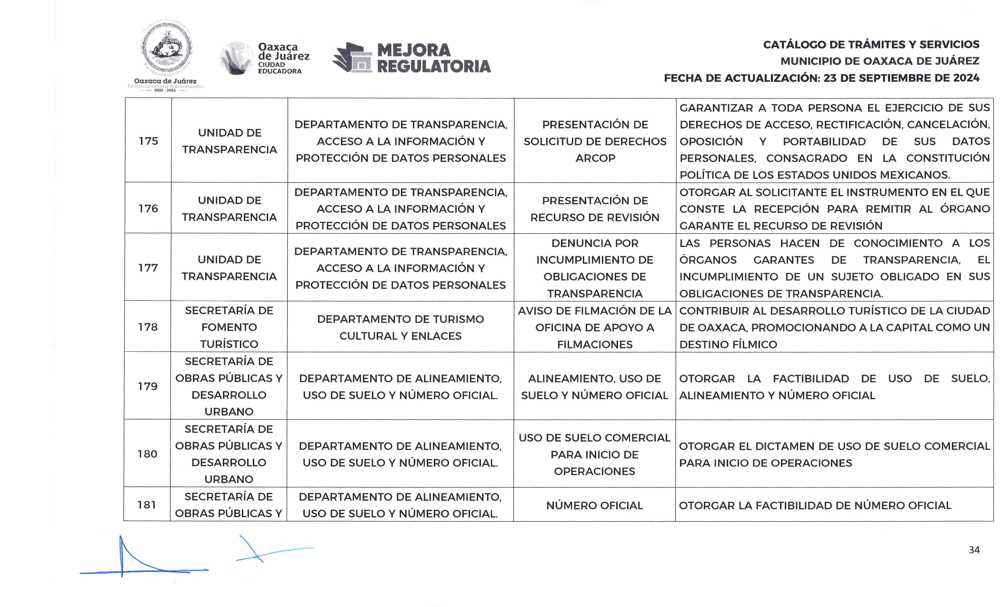 Oaxaca de Juárez
Patrimonio cultural de la humanidad
2022 - 2024
Oaxaca
de Juárez
CIUDAD
EDUCADORA
MEJORA
REGULATORIA
CATÁLOGO DE TRÁMITES Y SERVICIOS
MUNICIPIO DE OAXACA DE JUÁREZ
FECHA DE ACTUALIZACIÓN: 23 DE SEPTIEMBRE DE 2024
175
UNIDAD DE
TRANSPARENCIA
DEPARTAMENTO DE TRANSPARENCIA,
ACCESO A LA INFORMACIÓN Y
PROTECCIÓN DE DATOS PERSONALES
PRESENTACIÓN DE
SOLICITUD DE DERECHOS
ARCOP
GARANTIZAR A TODA PERSONA EL EJERCICIO DE SUS
DERECHOS DE ACCESO, RECTIFICACIÓN, CANCELACIÓN,
OPOSICIÓN Y PORTABILIDAD DE SUS DATOS
PERSONALES, CONSAGRADO EN LA CONSTITUCIÓN
POLÍTICA DE LOS ESTADOS UNIDOS MEXICANOS.
176
UNIDAD DE
TRANSPARENCIA
DEPARTAMENTO DE TRANSPARENCIA,
ACCESO A LA INFORMACIÓN Y
PROTECCIÓN DE DATOS PERSONALES
PRESENTACIÓN DE
RECURSO DE REVISIÓN
OTORGAR AL SOLICITANTE EL INSTRUMENTO EN EL QUE
CONSTE LA RECEPCIÓN PARA REMITIR AL ÓRGANO
GARANTE EL RECURSO DE REVISIÓN
177
UNIDAD DE
TRANSPARENCIA
DEPARTAMENTO DE TRANSPARENCIA,
ACCESO A LA INFORMACIÓN Y
PROTECCIÓN DE DATOS PERSONALES
DENUNCIA POR
INCUMPLIMIENTO DE
OBLIGACIONES DE
TRANSPARENCIA
LAS PERSONAS HACEN DE CONOCIMIENTO A LOS
ÓRGANOS GARANTES DE TRANSPARENCIA, EL
INCUMPLIMIENTO DE UN SUJETO OBLIGADO EN SUS
OBLIGACIONES DE TRANSPARENCIA.
178
SECRETARÍA DE
FOMENTO
TURÍSTICO
DEPARTAMENTO DE TURISMO
CULTURAL Y ENLACES
AVISO DE FILMACIÓN DE LA
OFICINA DE APOYO A
FILMACIONES
CONTRIBUIR AL DESARROLLO TURÍSTICO DE LA CIUDAD
DE OAXACA, PROMOCIONANDO A LA CAPITAL COMO UN
DESTINO FÍLMICO
179
SECRETARÍA DE
OBRAS PÚBLICAS Y
DESARROLLO
URBANO
DEPARTAMENTO DE ALINEAMIENTO,
USO DE SUELO Y NÚMERO OFICIAL.
ALINEAMIENTO, USO DE
SUELO Y NÚMERO OFICIAL
OTORGAR LA FACTIBILIDAD DE USO DE SUELO,
ALINEAMIENTO Y NÚMERO OFICIAL
180
SECRETARÍA DE
OBRAS PÚBLICAS Y
DESARROLLO
URBANO
DEPARTAMENTO DE ALINEAMIENTO,
USO DE SUELO Y NÚMERO OFICIAL.
USO DE SUELO COMERCIAL
PARA INICIO DE
OPERACIONES
OTORGAR EL DICTAMEN DE USO DE SUELO COMERCIAL
PARA INICIO DE OPERACIONES
181
SECRETARÍA DE
OBRAS PÚBLICAS Y
DEPARTAMENTO DE ALINEAMIENTO,
USO DE SUELO Y NÚMERO OFICIAL.
NÚMERO OFICIAL
OTORGAR LA FACTIBILIDAD DE NÚMERO OFICIAL
34